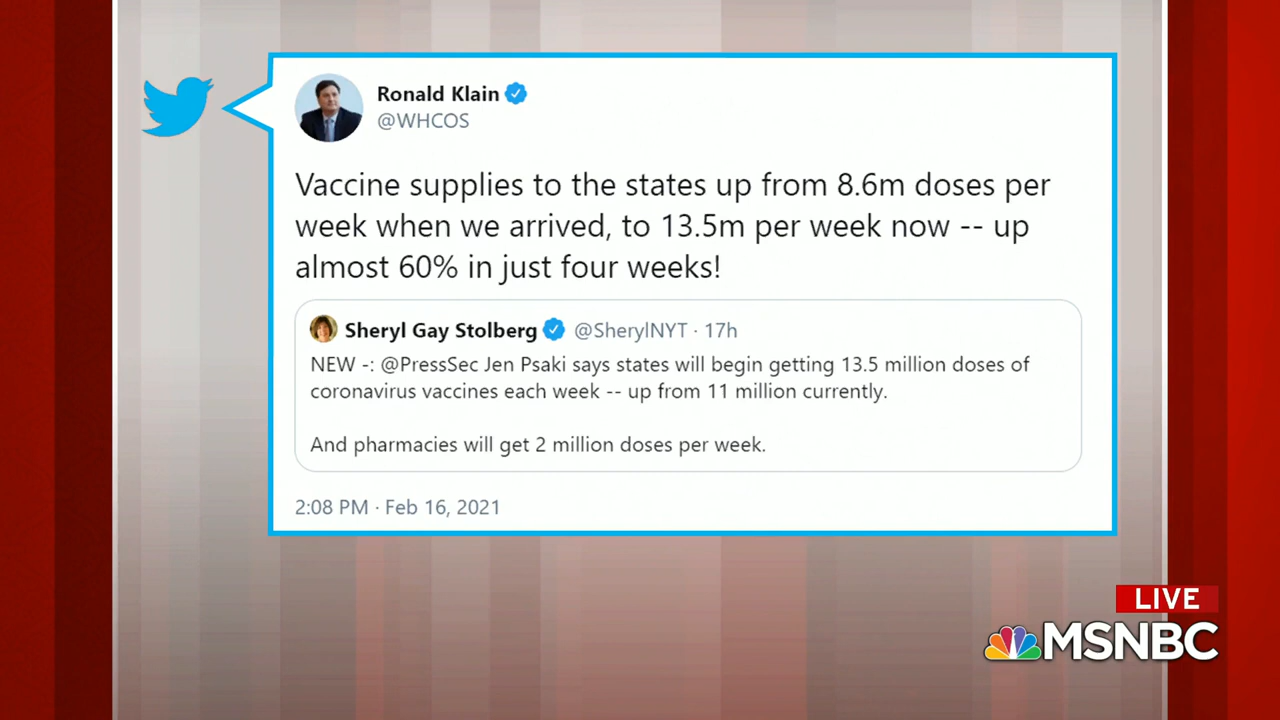 Ronald Klain
@WHCOS
Vaccine supplies to the states up from 8.6m doses per
week when we arrived, to 13.5m per week now -- up
almost 60% in just four weeks!
Sheryl Gay Stolberg @SherylNYT · 17h
NEW -: @PressSec Jen Psaki says states will begin getting 13.5 million doses of
coronavirus vaccines each week -- up from 11 million currently.
And pharmacies will get 2 million doses per week.
2:08 PM · Feb 16, 2021
LIVE
MSNBC